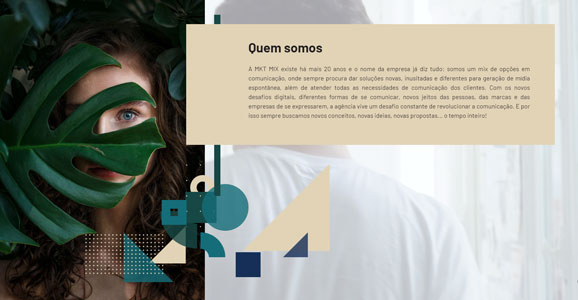 Quem somos
A MKT MIX existe há mais 20 anos e o nome da empresa já diz tudo: somos um mix de opções em
comunicação, onde sempre procura dar soluções novas, inusitadas e diferentes para geração de mídia
espontânea, além de atender todas as necessidades de comunicação dos clientes. Com os novos
desafios digitais, diferentes formas de se comunicar, novos jeitos das pessoas, das marcas e das
empresas de se expressarem, a agência vive um desafio constante de revolucionar a comunicação. E por
isso sempre buscamos novos conceitos, novas ideias, novas propostas... o tempo inteiro!